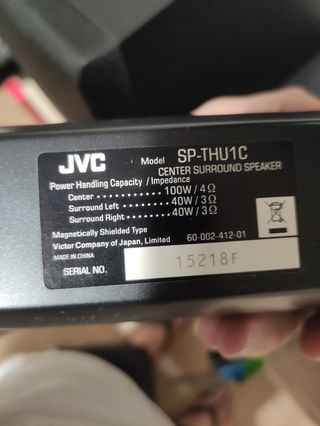 JVC Model SP-THU1C
CENTER SURROUND SPEAKER
Power Handling Capacity / Impedance
Center 100W / 4Ω
Surround Left 40W / 3Ω
Surround Right 40W / 3Ω
Magnetically Shielded Type
Victor Company of Japan, Limited 60-002-412-01
MADE IN CHINA
SERIAL NO. 15218F